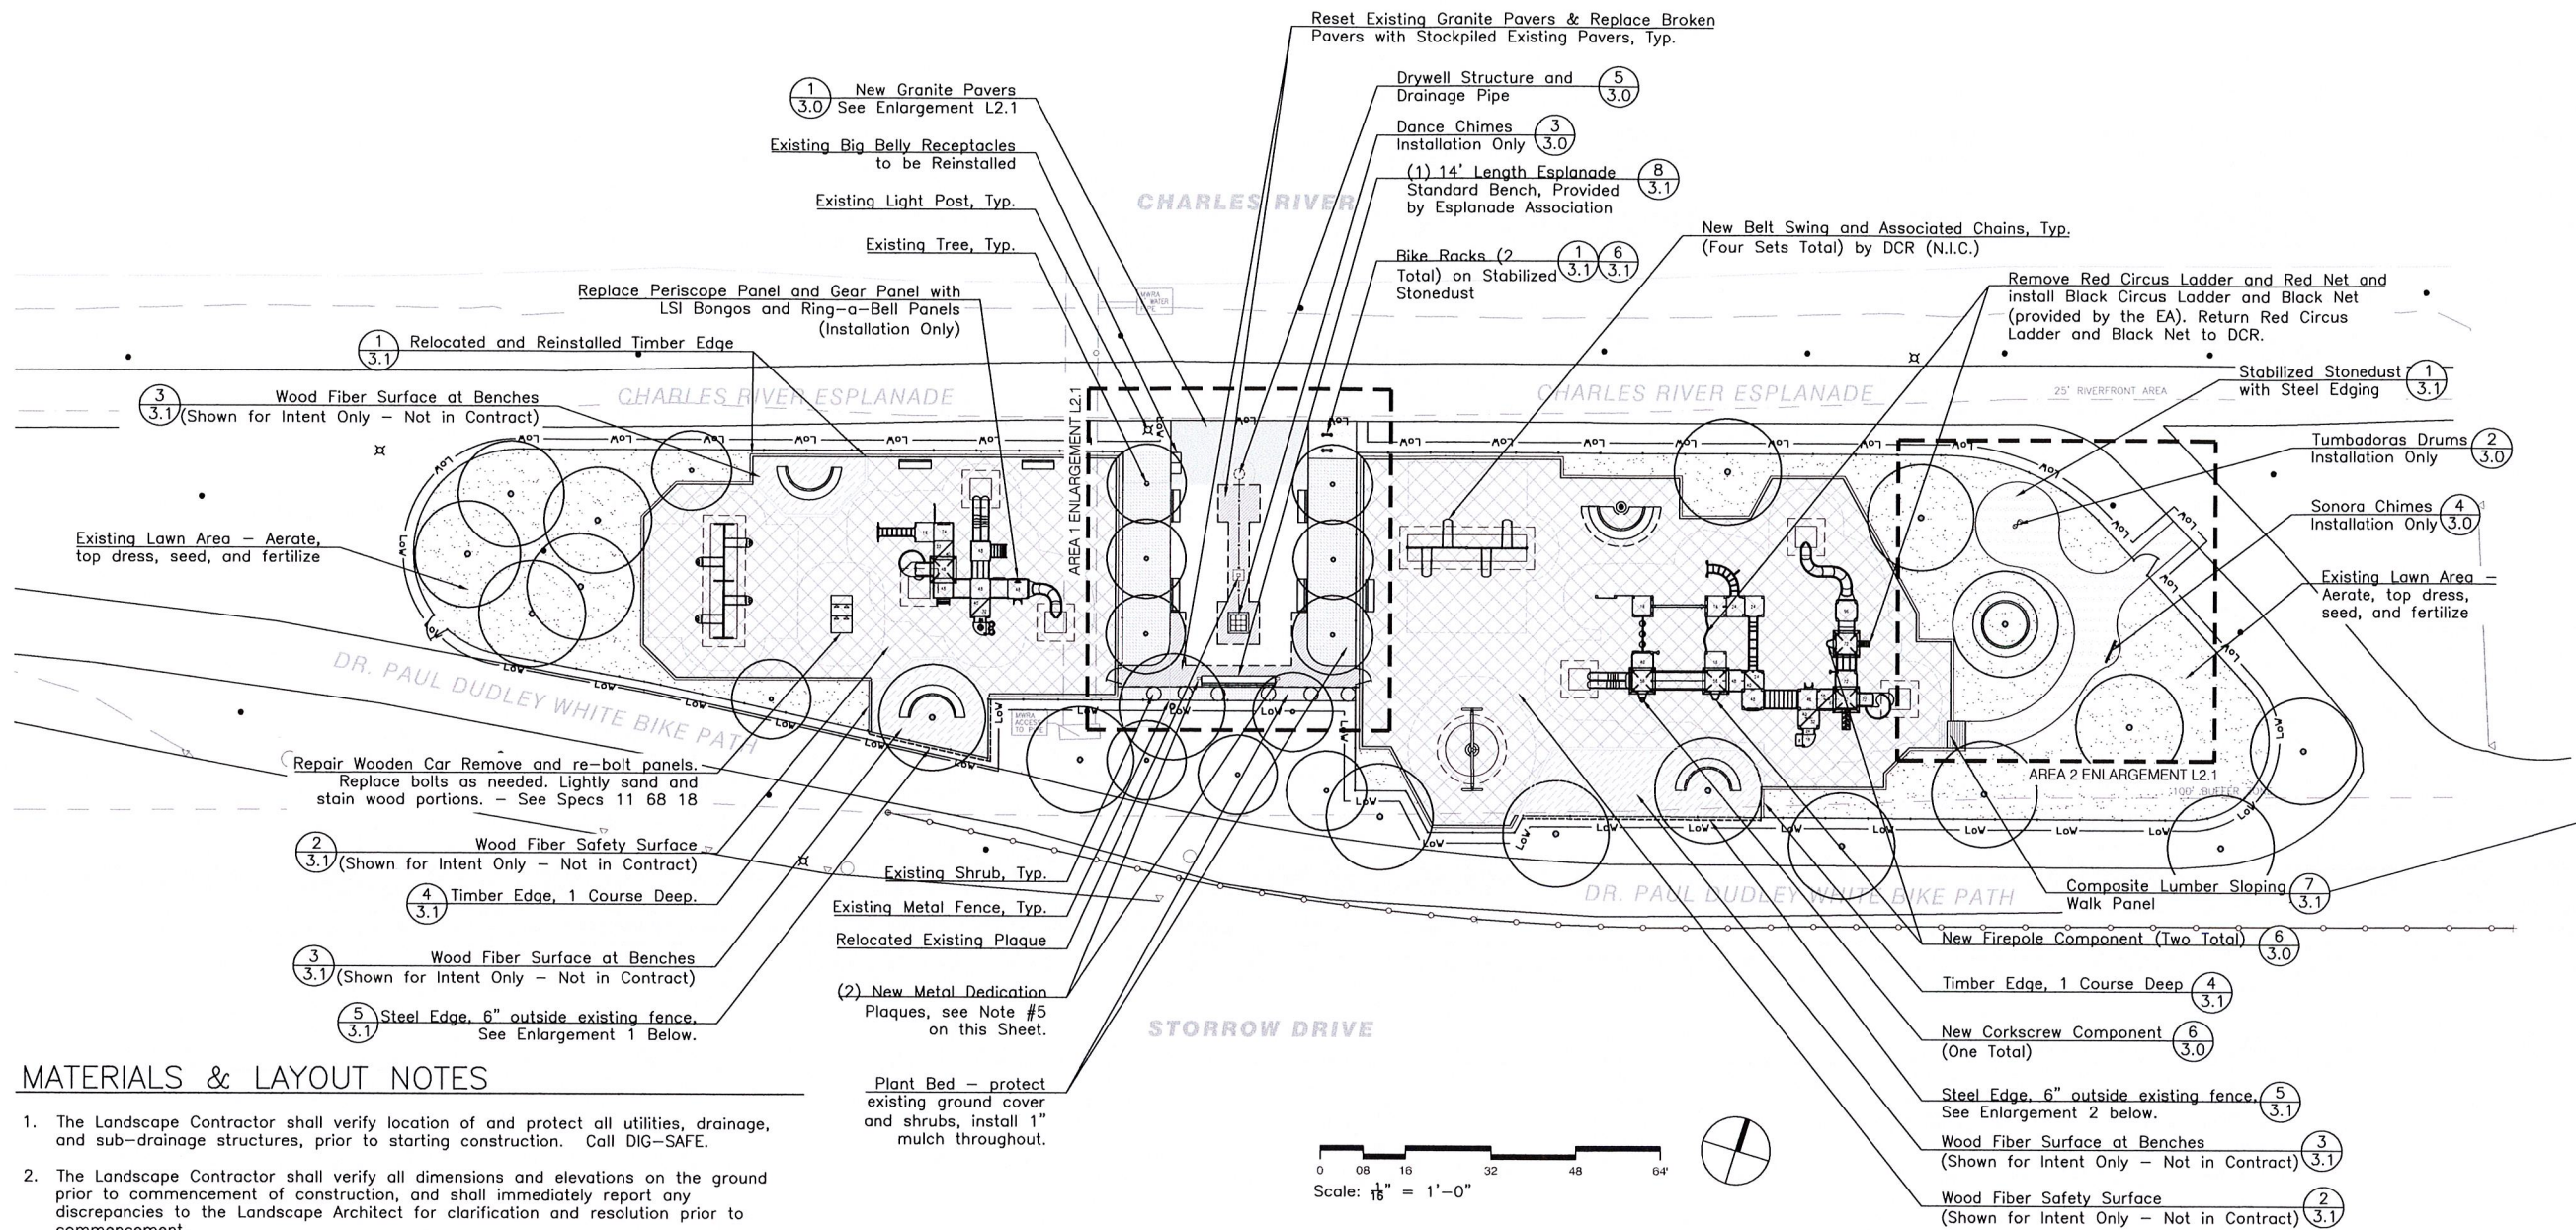 Reset Existing Granite Pavers & Replace Broken
Pavers with Stockpiled Existing Pavers, Typ.
1
3.0
New Granite Pavers
See Enlargement L2.1
Drywell Structure and
Drainage Pipe
5
3.0
Existing Big Belly Receptacles
to be Reinstalled
Dance Chimes
Installation Only
3
3.0
(1) 14' Length Esplanade
Standard Bench, Provided
by Esplanade Association
8
3.1
Existing Light Post, Typ.
CHARLES RIVER
Existing Tree, Typ.
Bike Racks (2
Total) on Stabilized
Stonedust
1
3.1
6
3.1
New Belt Swing and Associated Chains, Typ.
(Four Sets Total) by DCR (N.I.C.)
Replace Periscope Panel and Gear Panel with
LSI Bongos and Ring-a-Bell Panels
(Installation Only)
MWRA
WATER
Remove Red Circus Ladder and Red Net and
install Black Circus Ladder and Black Net
(provided by the EA). Return Red Circus
Ladder and Black Net to DCR.
1
3.1
Relocated and Reinstalled Timber Edge
3
3.1
Wood Fiber Surface at Benches
(Shown for Intent Only – Not in Contract)
CHARLES RIVER ESPLANADE
CHARLES RIVER ESPLANADE
25' RIVERFRONT AREA
Stabilized Stonedust
with Steel Edging
1
3.1
AREA 1 ENLARGEMENT L2.1
Tumbadoras Drums
Installation Only
2
3.0
Sonora Chimes
Installation Only
4
3.0
Existing Lawn Area – Aerate,
top dress, seed, and fertilize
Existing Lawn Area –
Aerate, top dress,
seed, and fertilize
DR. PAUL DUDLEY WHITE BIKE PATH
MWRA
ACCESS
TO PIPE
LoW
AREA 2 ENLARGEMENT L2.1
100' BUFFER ZONE
Repair Wooden Car Remove and re-bolt panels.
Replace bolts as needed. Lightly sand and
stain wood portions. – See Specs 11 68 18
2
3.1
Wood Fiber Safety Surface
(Shown for Intent Only – Not in Contract)
4
3.1
Timber Edge, 1 Course Deep.
3
3.1
Wood Fiber Surface at Benches
(Shown for Intent Only – Not in Contract)
5
3.1
Steel Edge, 6" outside existing fence,
See Enlargement 1 Below.
Existing Shrub, Typ.
Existing Metal Fence, Typ.
Relocated Existing Plaque
(2) New Metal Dedication
Plaques, see Note #5
on this Sheet.
Plant Bed – protect
existing ground cover
and shrubs, install 1"
mulch throughout.
DR. PAUL DUDLEY WHITE BIKE PATH
STORROW DRIVE
Composite Lumber Sloping
Walk Panel
7
3.1
New Firepole Component (Two Total)
6
3.0
Timber Edge, 1 Course Deep
4
3.1
New Corkscrew Component
(One Total)
6
3.0
Steel Edge, 6" outside existing fence,
See Enlargement 2 below.
5
3.1
Wood Fiber Surface at Benches
(Shown for Intent Only – Not in Contract)
3
3.1
Wood Fiber Safety Surface
(Shown for Intent Only – Not in Contract)
2
3.1
0 08 16 32 48 64'
Scale: 1/16" = 1'-0"
MATERIALS & LAYOUT NOTES
1. The Landscape Contractor shall verify location of and protect all utilities, drainage,
and sub-drainage structures, prior to starting construction. Call DIG-SAFE.
2. The Landscape Contractor shall verify all dimensions and elevations on the ground
prior to commencement of construction, and shall immediately report any
discrepancies to the Landscape Architect for clarification and resolution prior to
commencement